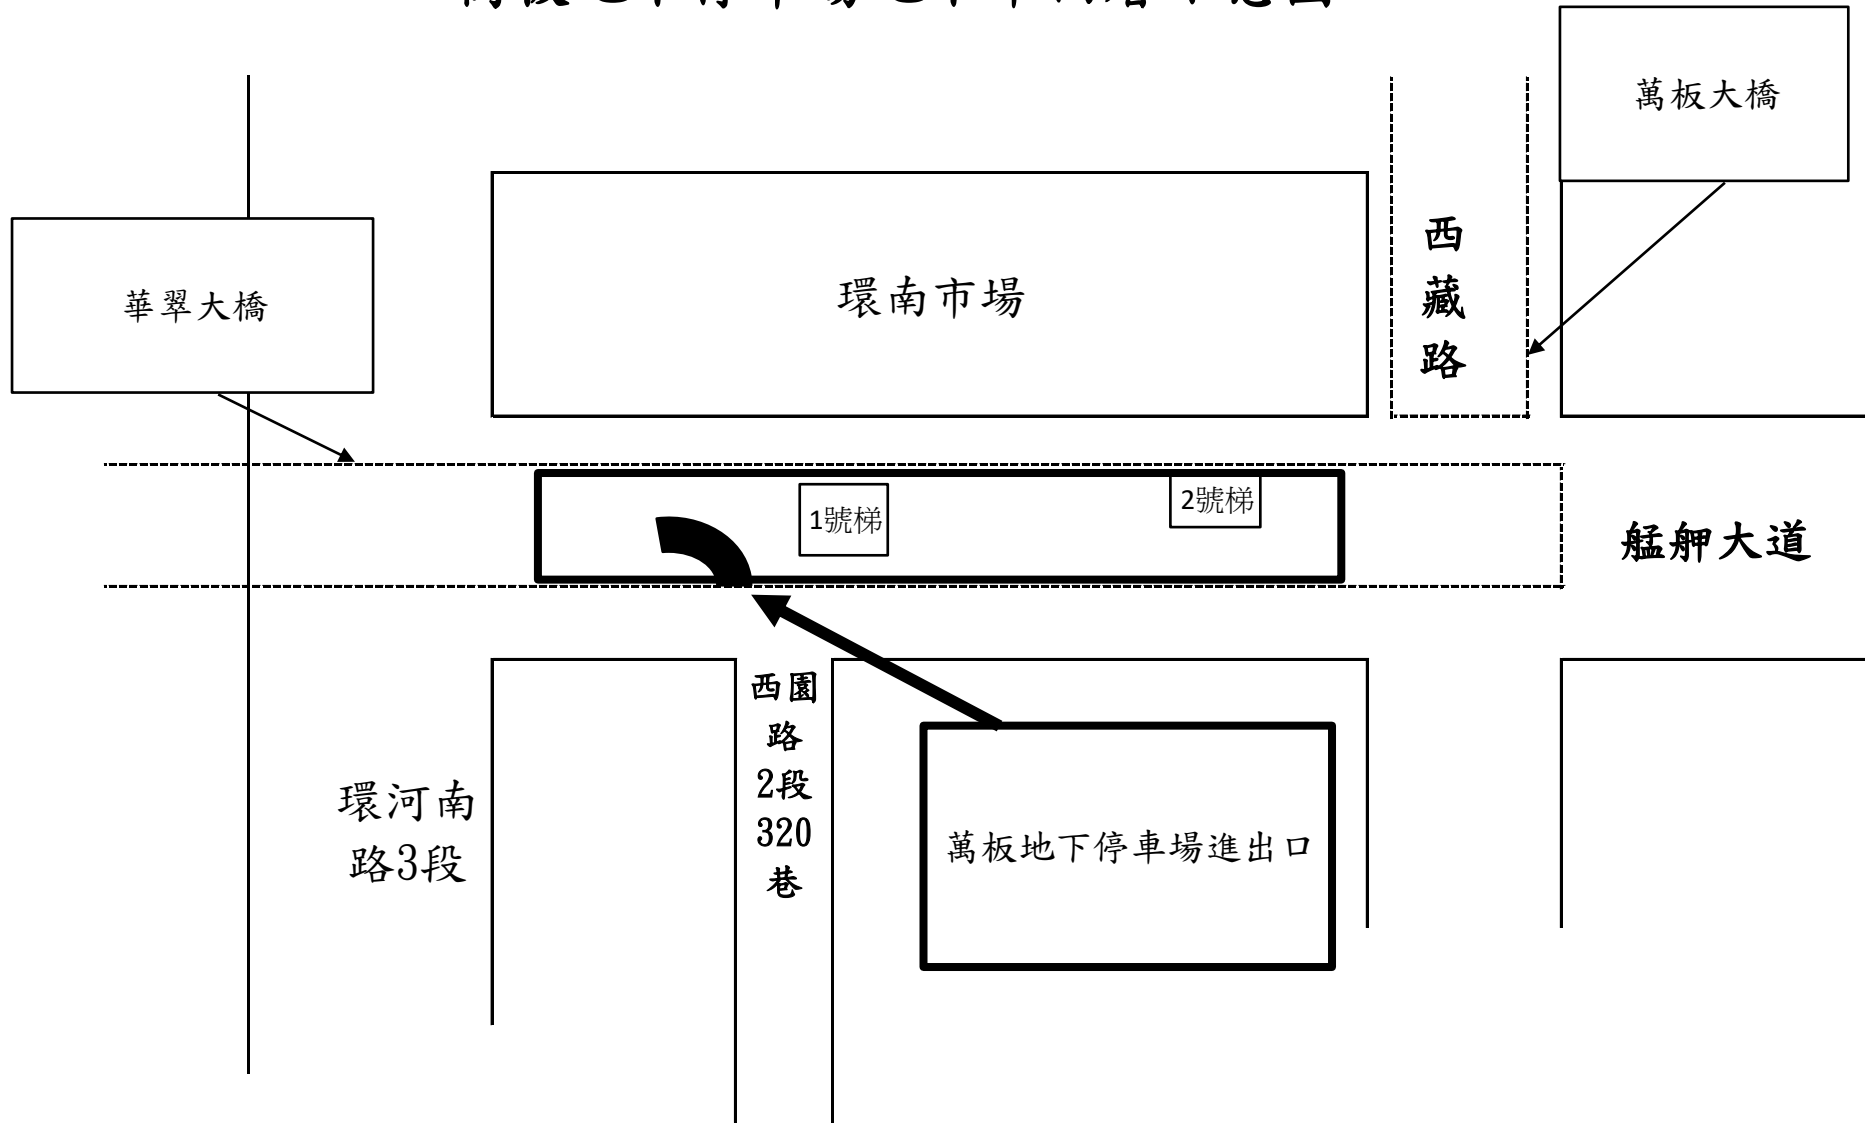 萬板大橋
華翠大橋
環南市場
西
藏
路
1號梯
2號梯
艋舺大道
西園
路
2段
320
巷
環河南
路3段
萬板地下停車場進出口